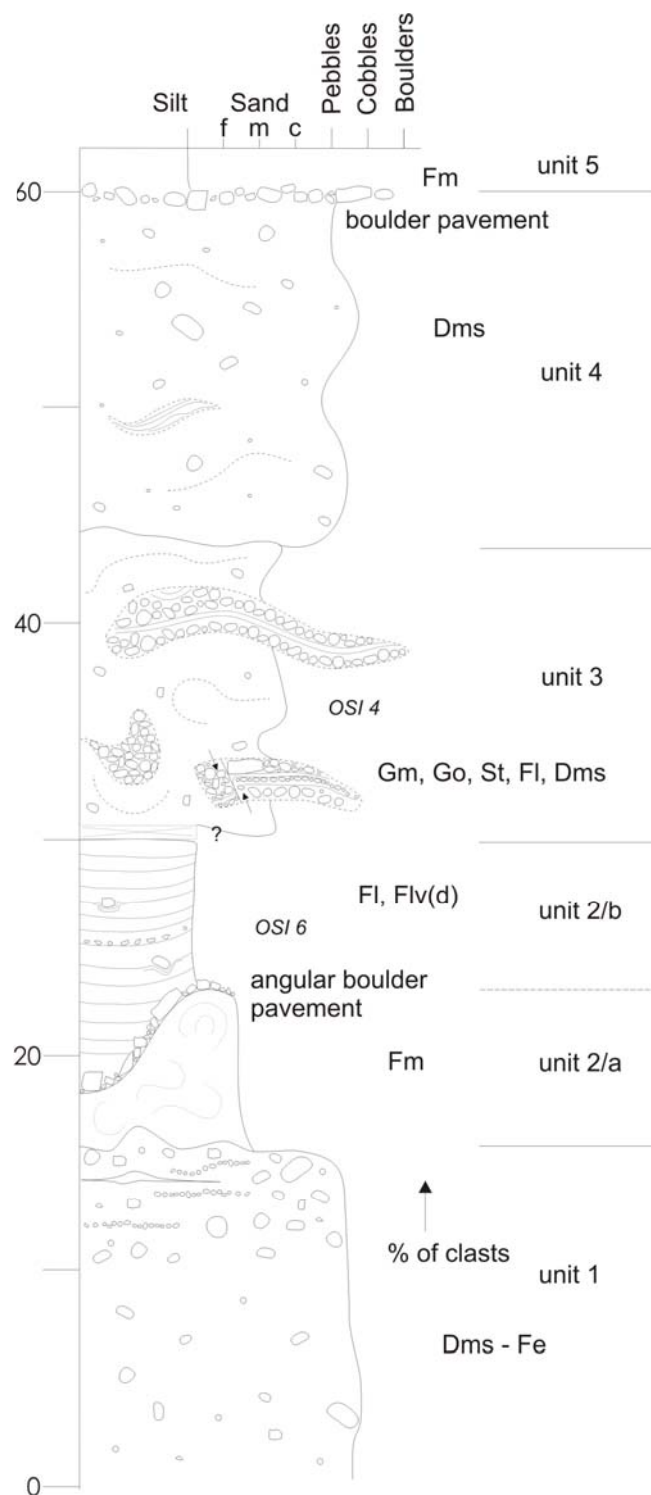 Silt Sand Pebbles Cobbles Boulders
f m c
60
Fm unit 5
boulder pavement
Dms
unit 4
40
unit 3
OSI 4
Gm, Go, St, Fl, Dms
?
Fl, Flv(d) unit 2/b
OSI 6
angular boulder
pavement
20
Fm unit 2/a
% of clasts
unit 1
Dms - Fe
0